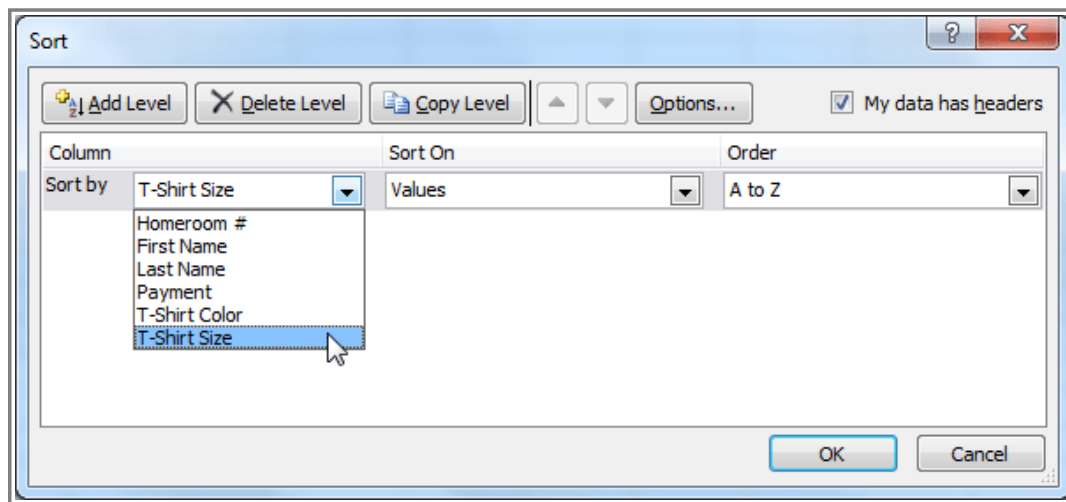 Sort
?
X
Add Level
Delete Level
Copy Level
Options...
My data has headers
Column
Sort On
Order
Sort by
T-Shirt Size
Values
A to Z
Homeroom #
First Name
Last Name
Payment
T-Shirt Color
T-Shirt Size
OK
Cancel